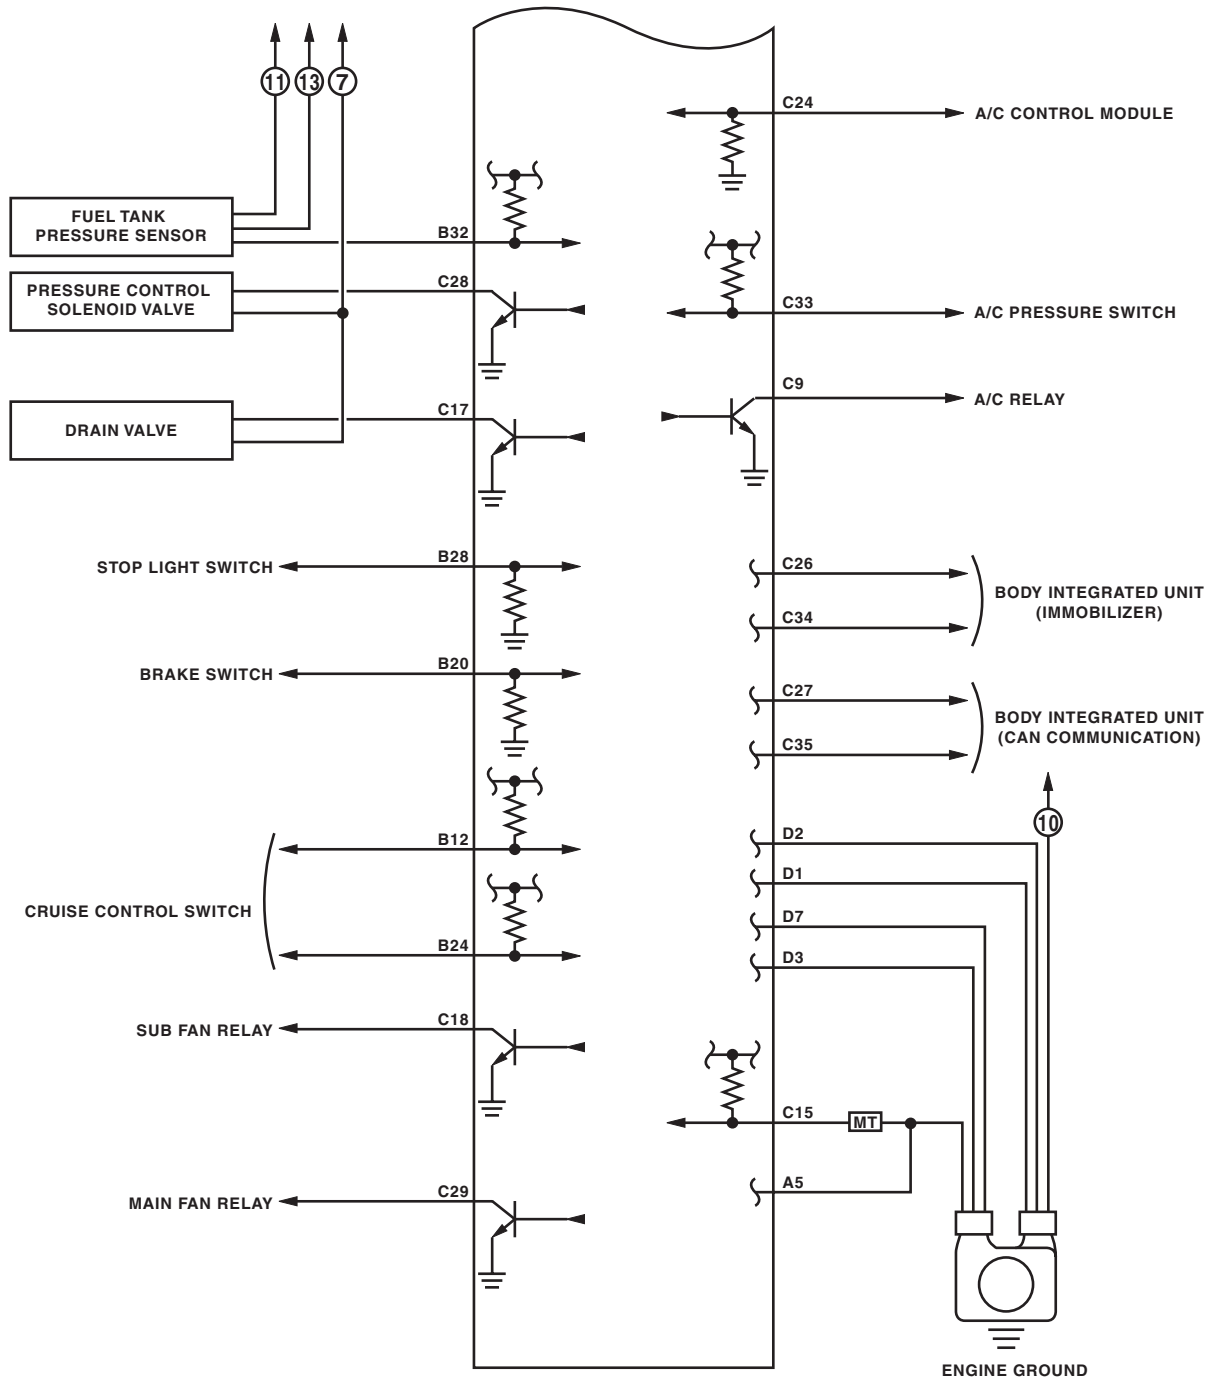 11 13 7
C24
A/C CONTROL MODULE
FUEL TANK
PRESSURE SENSOR
B32
PRESSURE CONTROL
SOLENOID VALVE
C28
C33
A/C PRESSURE SWITCH
C9
A/C RELAY
DRAIN VALVE
C17
STOP LIGHT SWITCH
B28
C26
C34
BODY INTEGRATED UNIT
(IMMOBILIZER)
BRAKE SWITCH
B20
C27
C35
BODY INTEGRATED UNIT
(CAN COMMUNICATION)
10
CRUISE CONTROL SWITCH
B12
B24
D2
D1
D7
D3
SUB FAN RELAY
C18
C15
MT
A5
MAIN FAN RELAY
C29
ENGINE GROUND